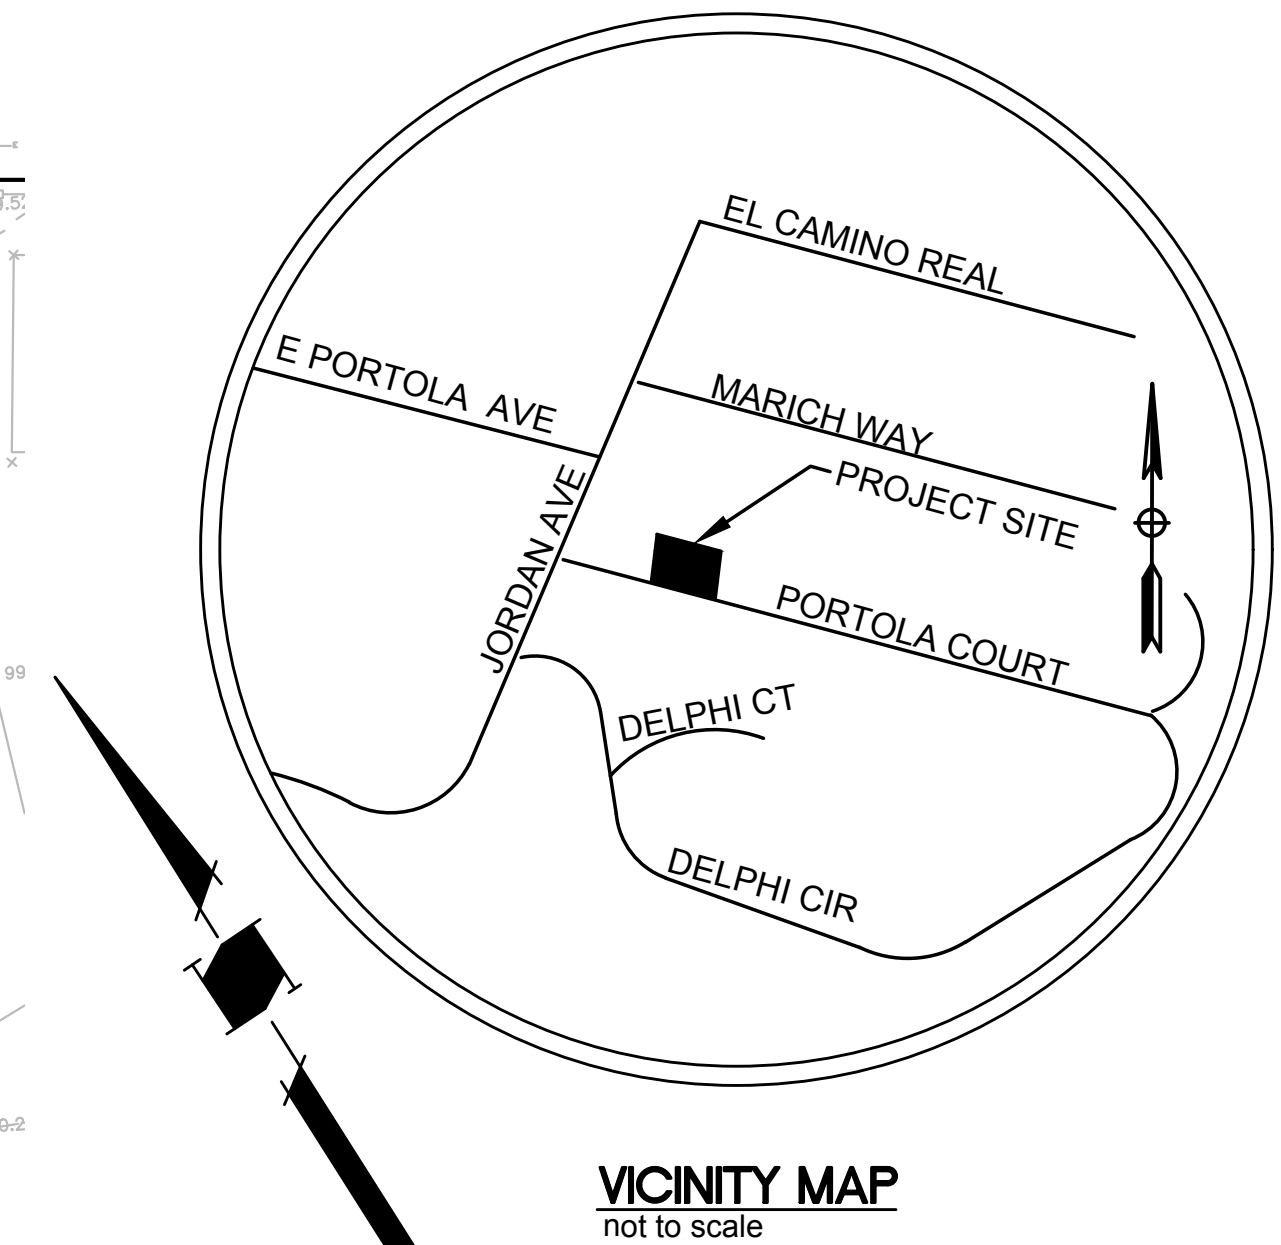 EL CAMINO REAL
E PORTOLA AVE
MARICH WAY
PROJECT SITE
JORDAN AVE
PORTOLA COURT
DELPHI CT
DELPHI CIR
99
VICINITY MAP
not to scale